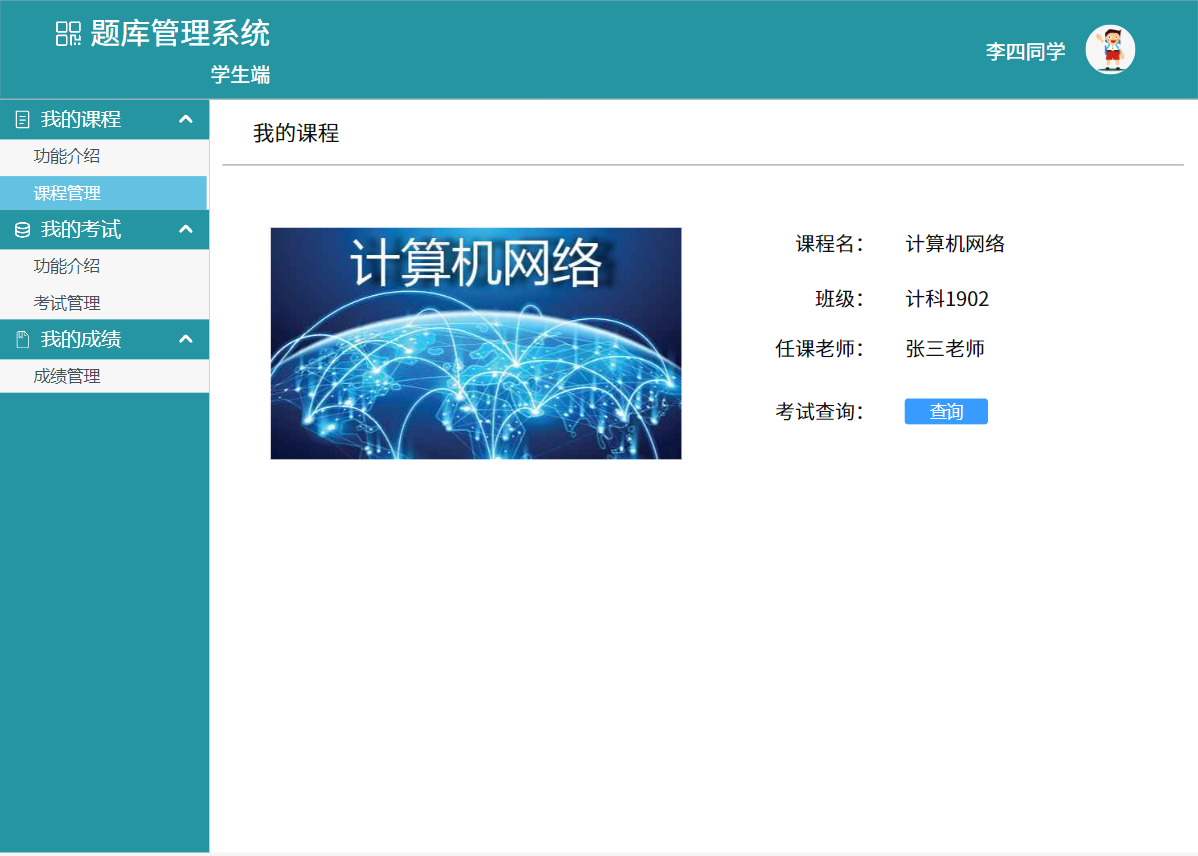 题库管理系统
学生端
李四同学
我的课程
功能介绍
课程管理
我的考试
功能介绍
考试管理
我的成绩
成绩管理
我的课程
计算机网络
课程名： 计算机网络
班级： 计科1902
任课老师： 张三老师
考试查询： 查询